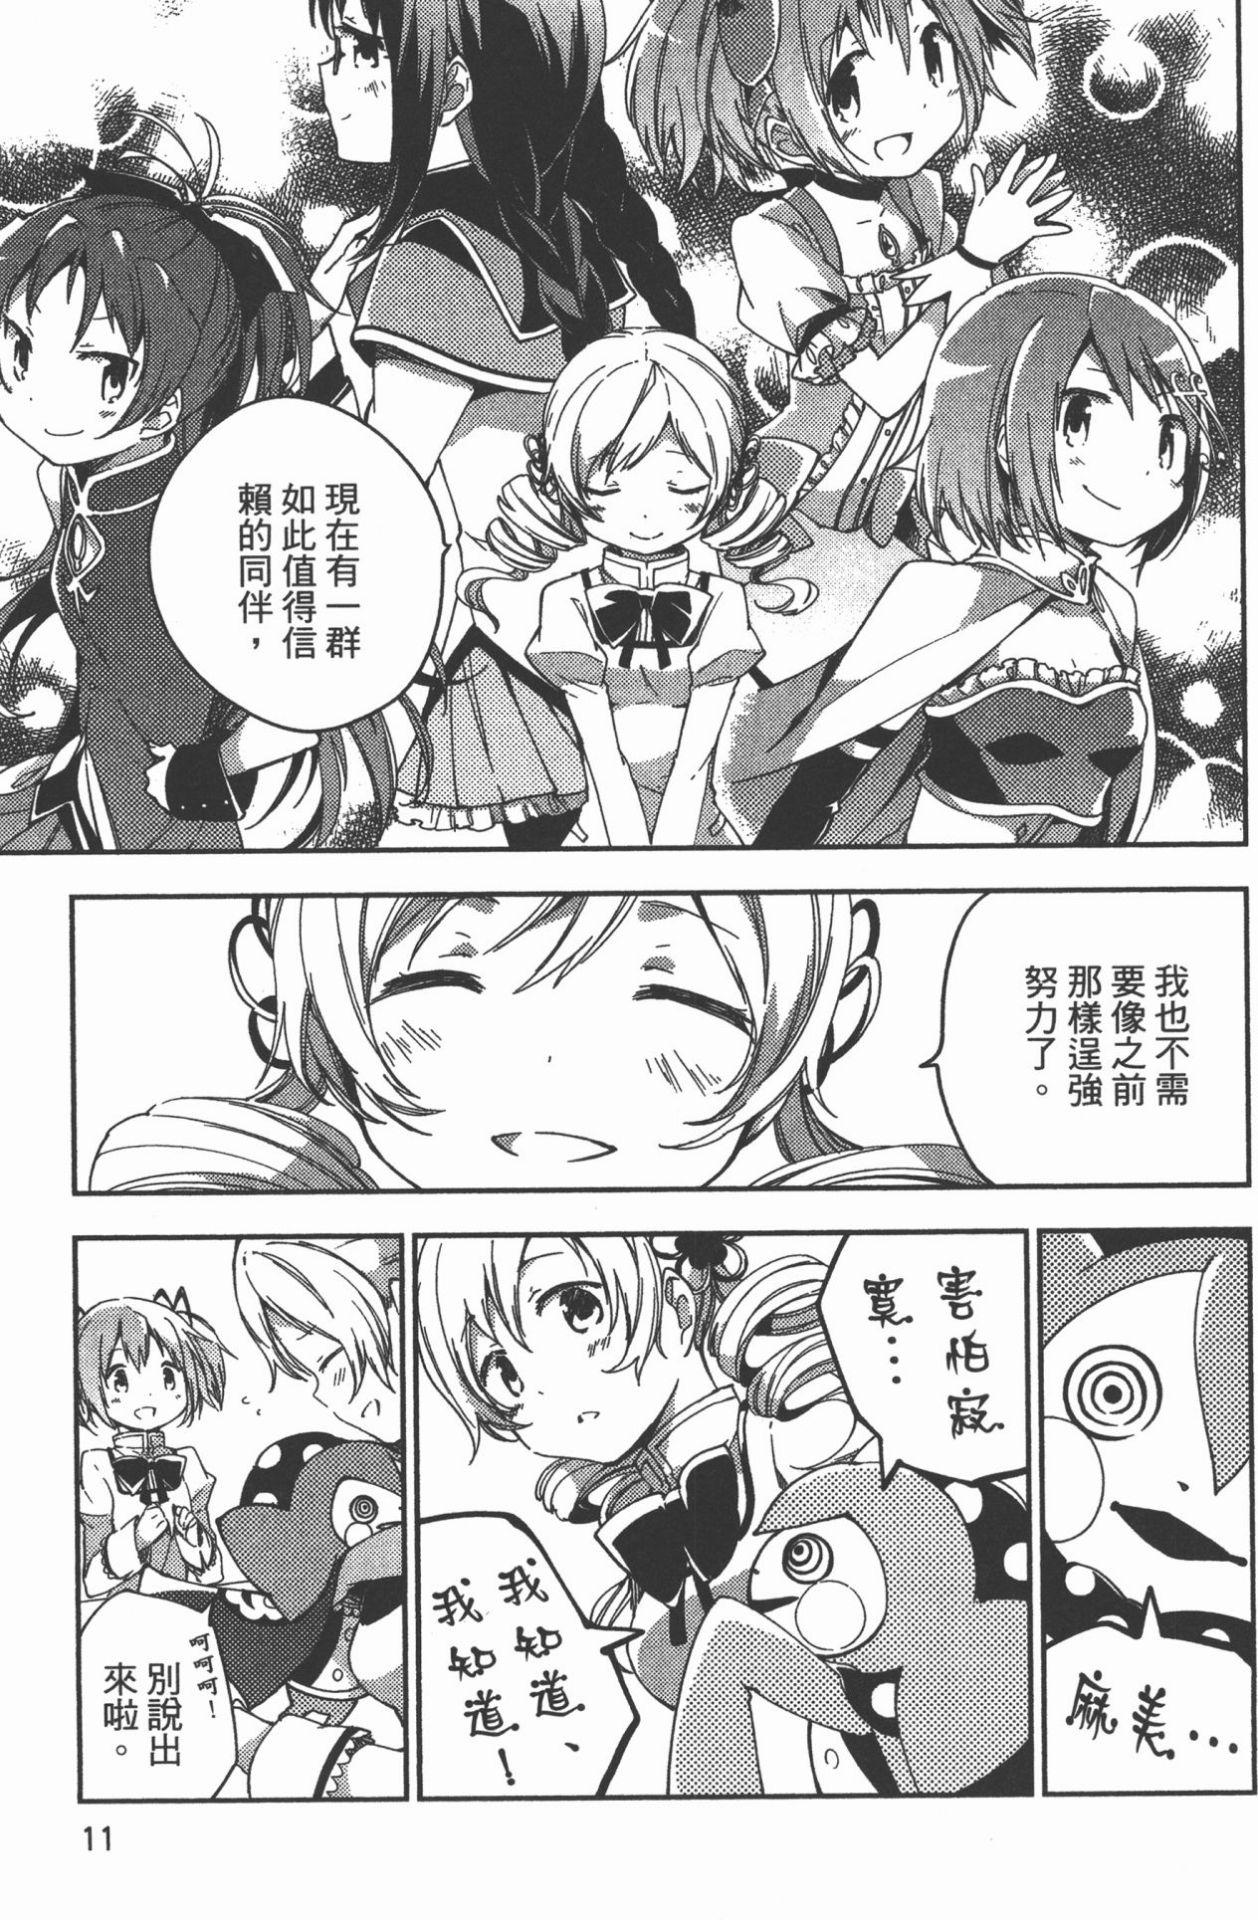 現在有一群
如此值得信
賴的同伴，
我也不需
要像之前
那樣逞強
努力了。
麻美…
害怕寂
寞…
我知道、
我知道！
呵呵呵！
別說出
來啦。
11